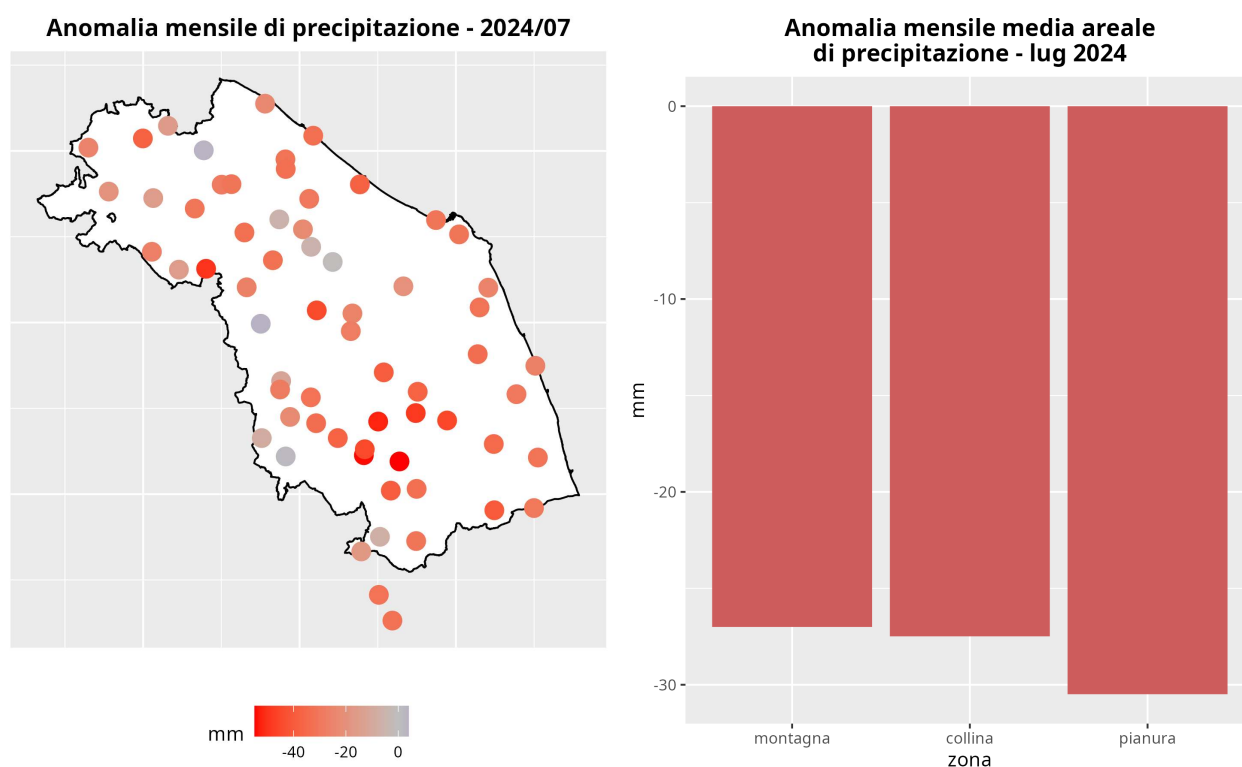 Anomalia mensile di precipitazione - 2024/07
mm
-40
-20
0
Anomalia mensile media areale
di precipitazione - lug 2024
0
-10
-20
-30
mm
montagna
collina
pianura
zona